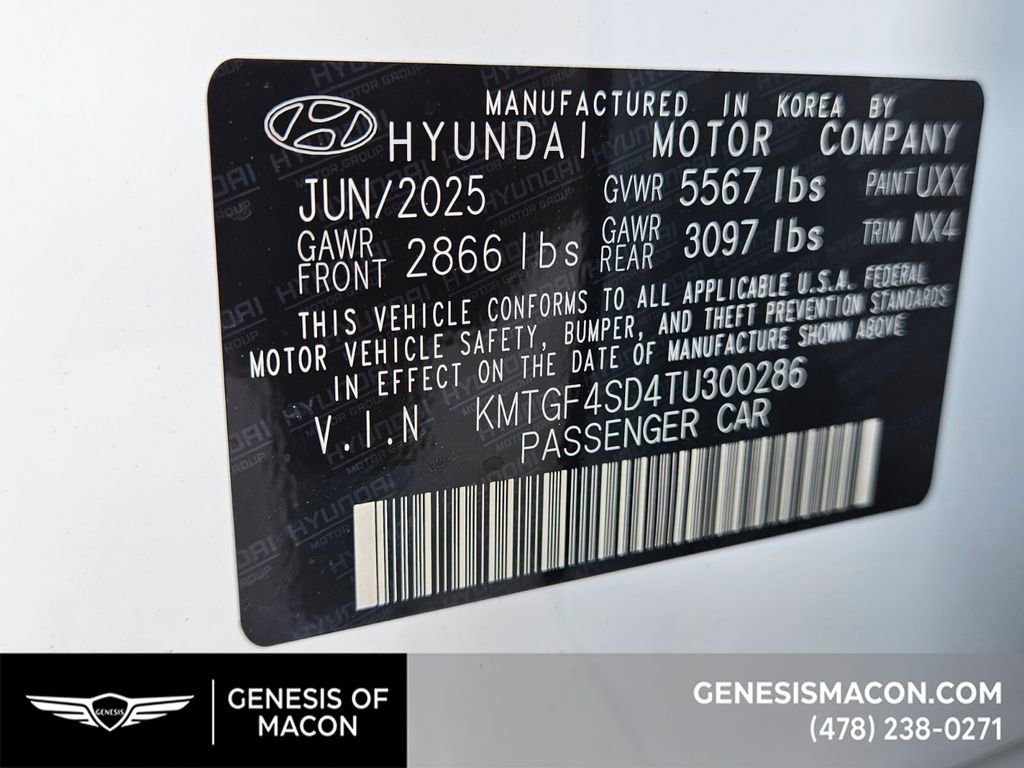 MANUFACTURED IN KOREA BY
HYUNDAI MOTOR COMPANY
JUN/2025 GVWR 5567 lbs PAINT UXX
GAWR FRONT 2866 lbs GAWR REAR 3097 lbs TRIM NX4
THIS VEHICLE CONFORMS TO ALL APPLICABLE U.S.A. FEDERAL
MOTOR VEHICLE SAFETY, BUMPER, AND THEFT PREVENTION STANDARDS
IN EFFECT ON THE DATE OF MANUFACTURE SHOWN ABOVE
V.I.N KMTGF4SD4TU300286
PASSENGER CAR
GENESIS
GENESIS OF
MACON
GENESISMACON.COM
(478) 238-0271